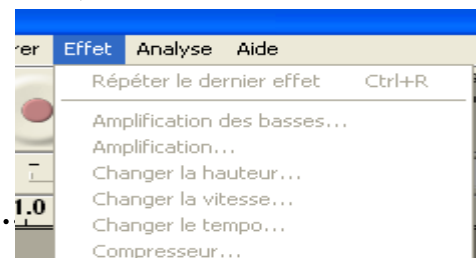 rer Effet Analyse Aide
Répéter le dernier effet Ctrl+R
Amplification des basses...
Amplification...
Changer la hauteur...
Changer la vitesse...
1.0
Changer le tempo...
Compresseur...